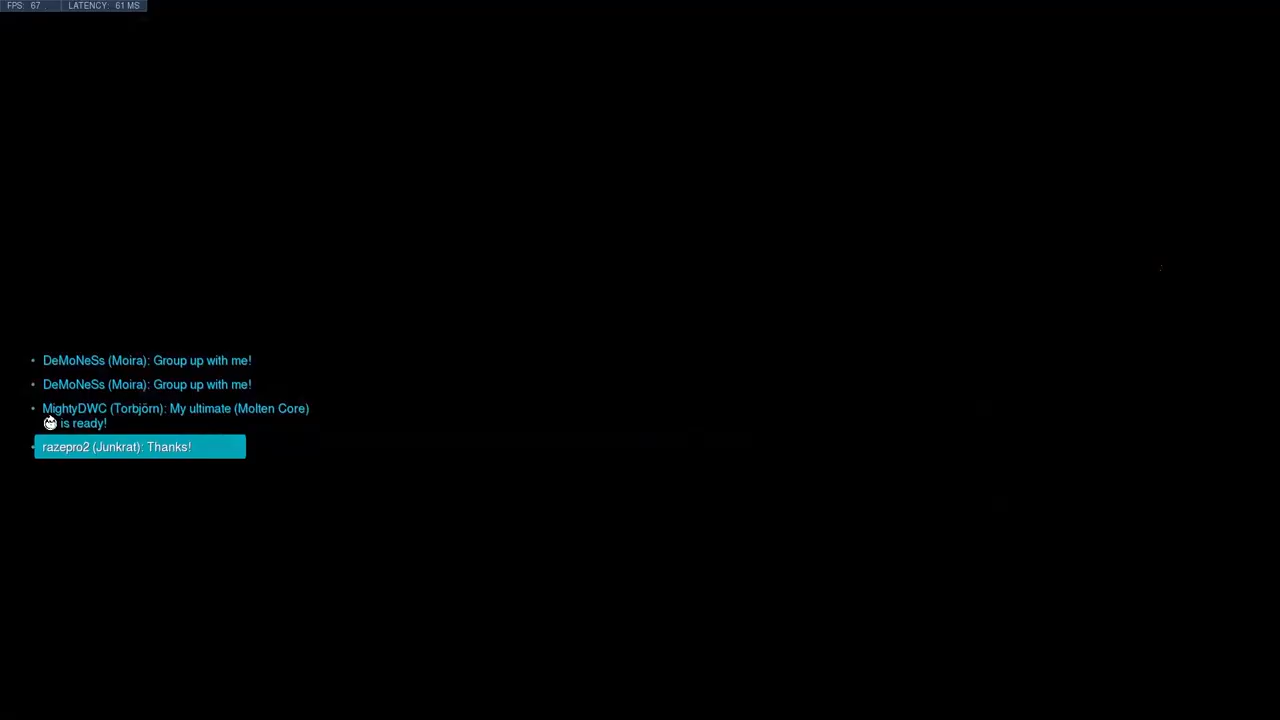 FPS: 67 LATENCY: 61 MS
DeMoNeSs (Moira): Group up with me!
DeMoNeSs (Moira): Group up with me!
MightyDWC (Torbjörn): My ultimate (Molten Core)
is ready!
razepro2 (Junkrat): Thanks!